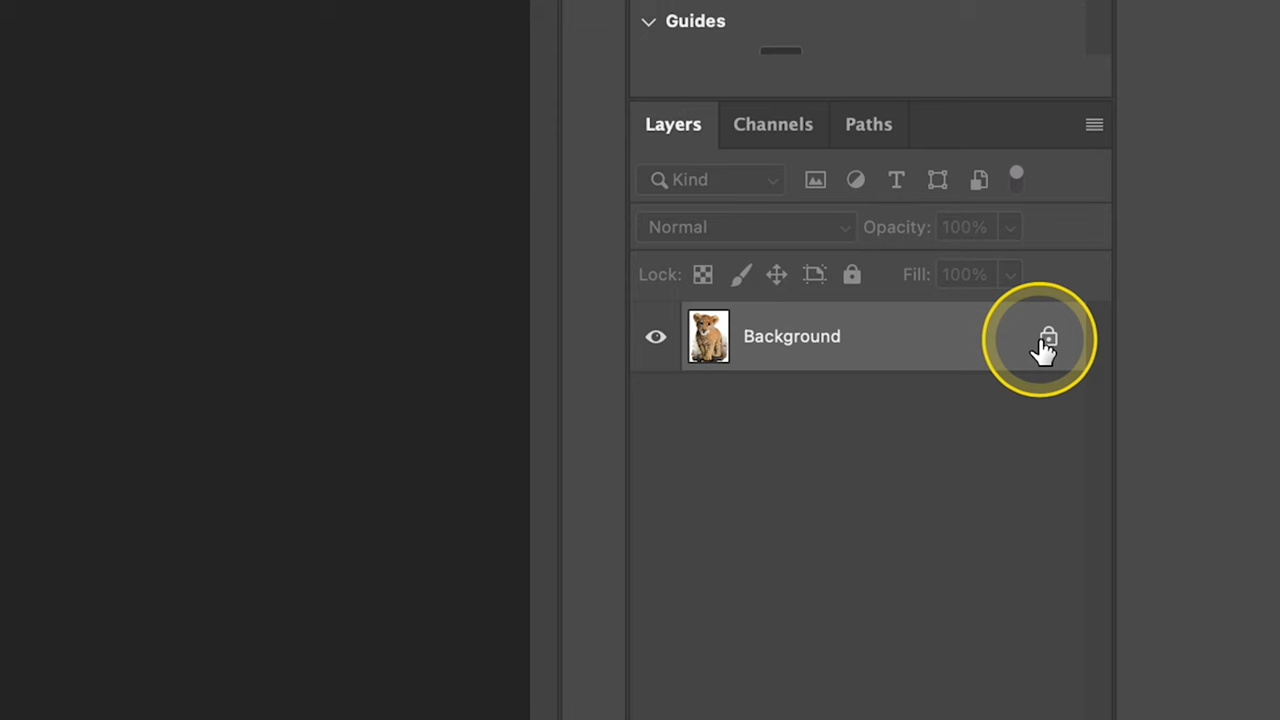 Guides
Layers Channels Paths
Kind
Normal Opacity: 100%
Lock: Fill: 100%
Background